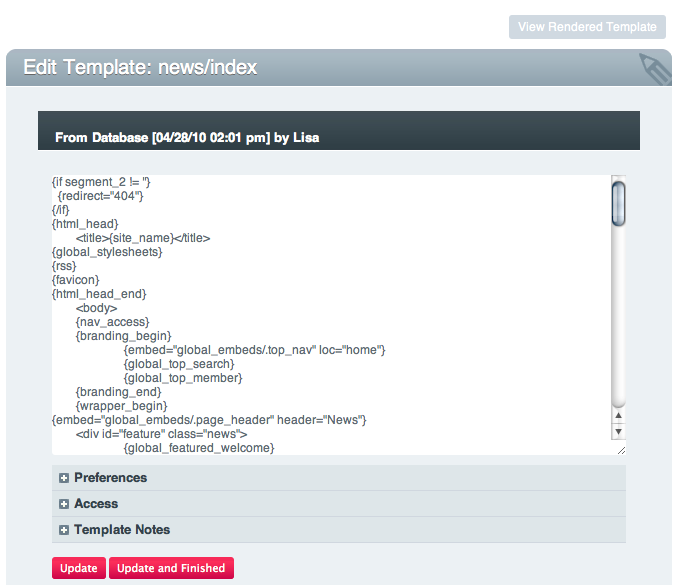 View Rendered Template
Edit Template: news/index
From Database [04/28/10 02:01 pm] by Lisa
{if segment_2 != ''}
{redirect="404"}
{/if}
{html_head}
<title>{site_name}</title>
{global_stylesheets}
{rss}
{favicon}
{html_head_end}
<body>
{nav_access}
{branding_begin}
{embed="global_embeds/.top_nav" loc="home"}
{global_top_search}
{global_top_member}
{branding_end}
{wrapper_begin}
{embed="global_embeds/.page_header" header="News"}
<div id="feature" class="news">
{global_featured_welcome}
Preferences
Access
Template Notes
Update Update and Finished